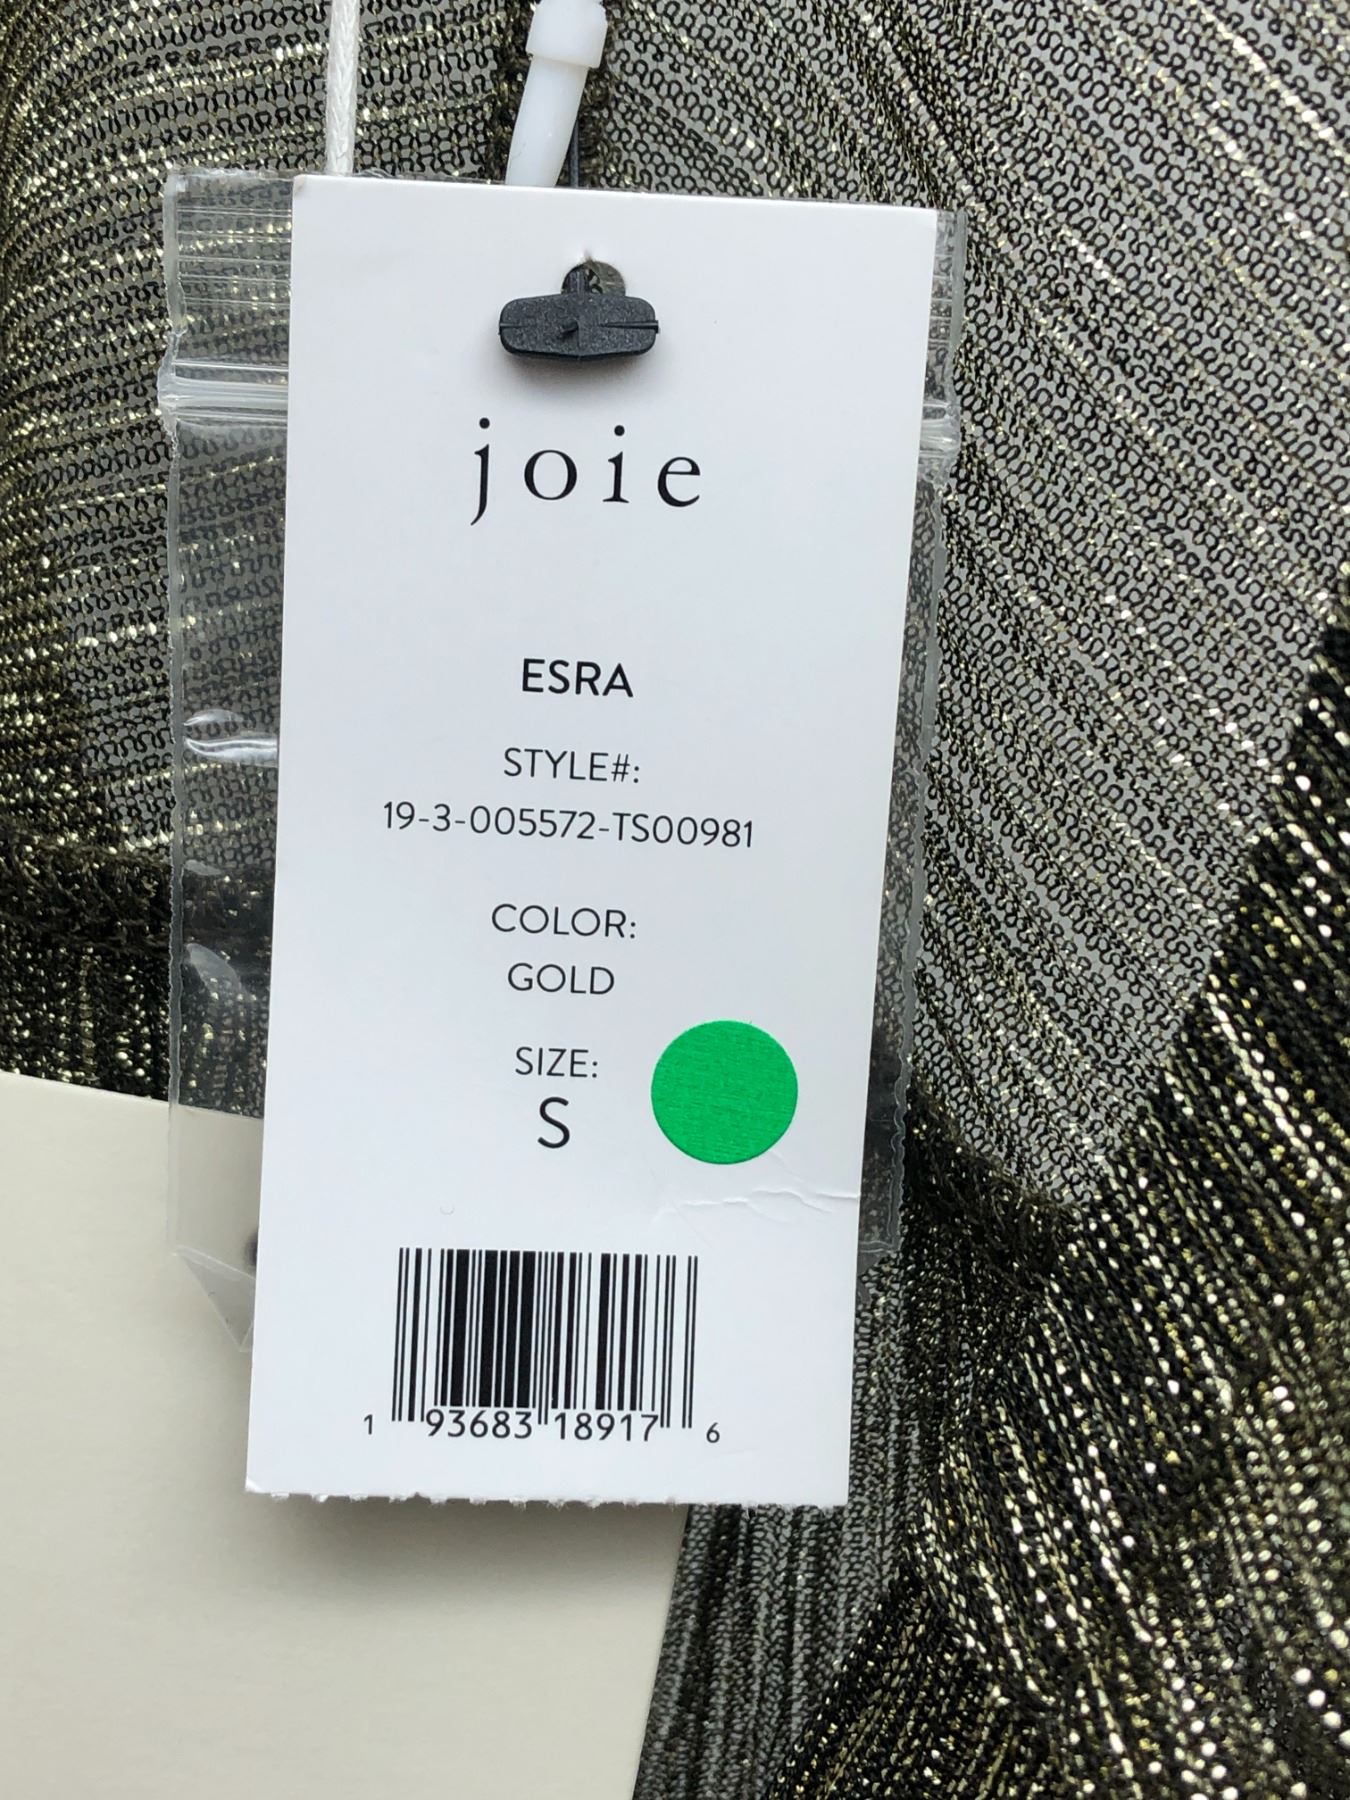 joie
ESRA
STYLE#:
19-3-005572-TS00981
COLOR:
GOLD
SIZE:
S
1 93683 18917 6